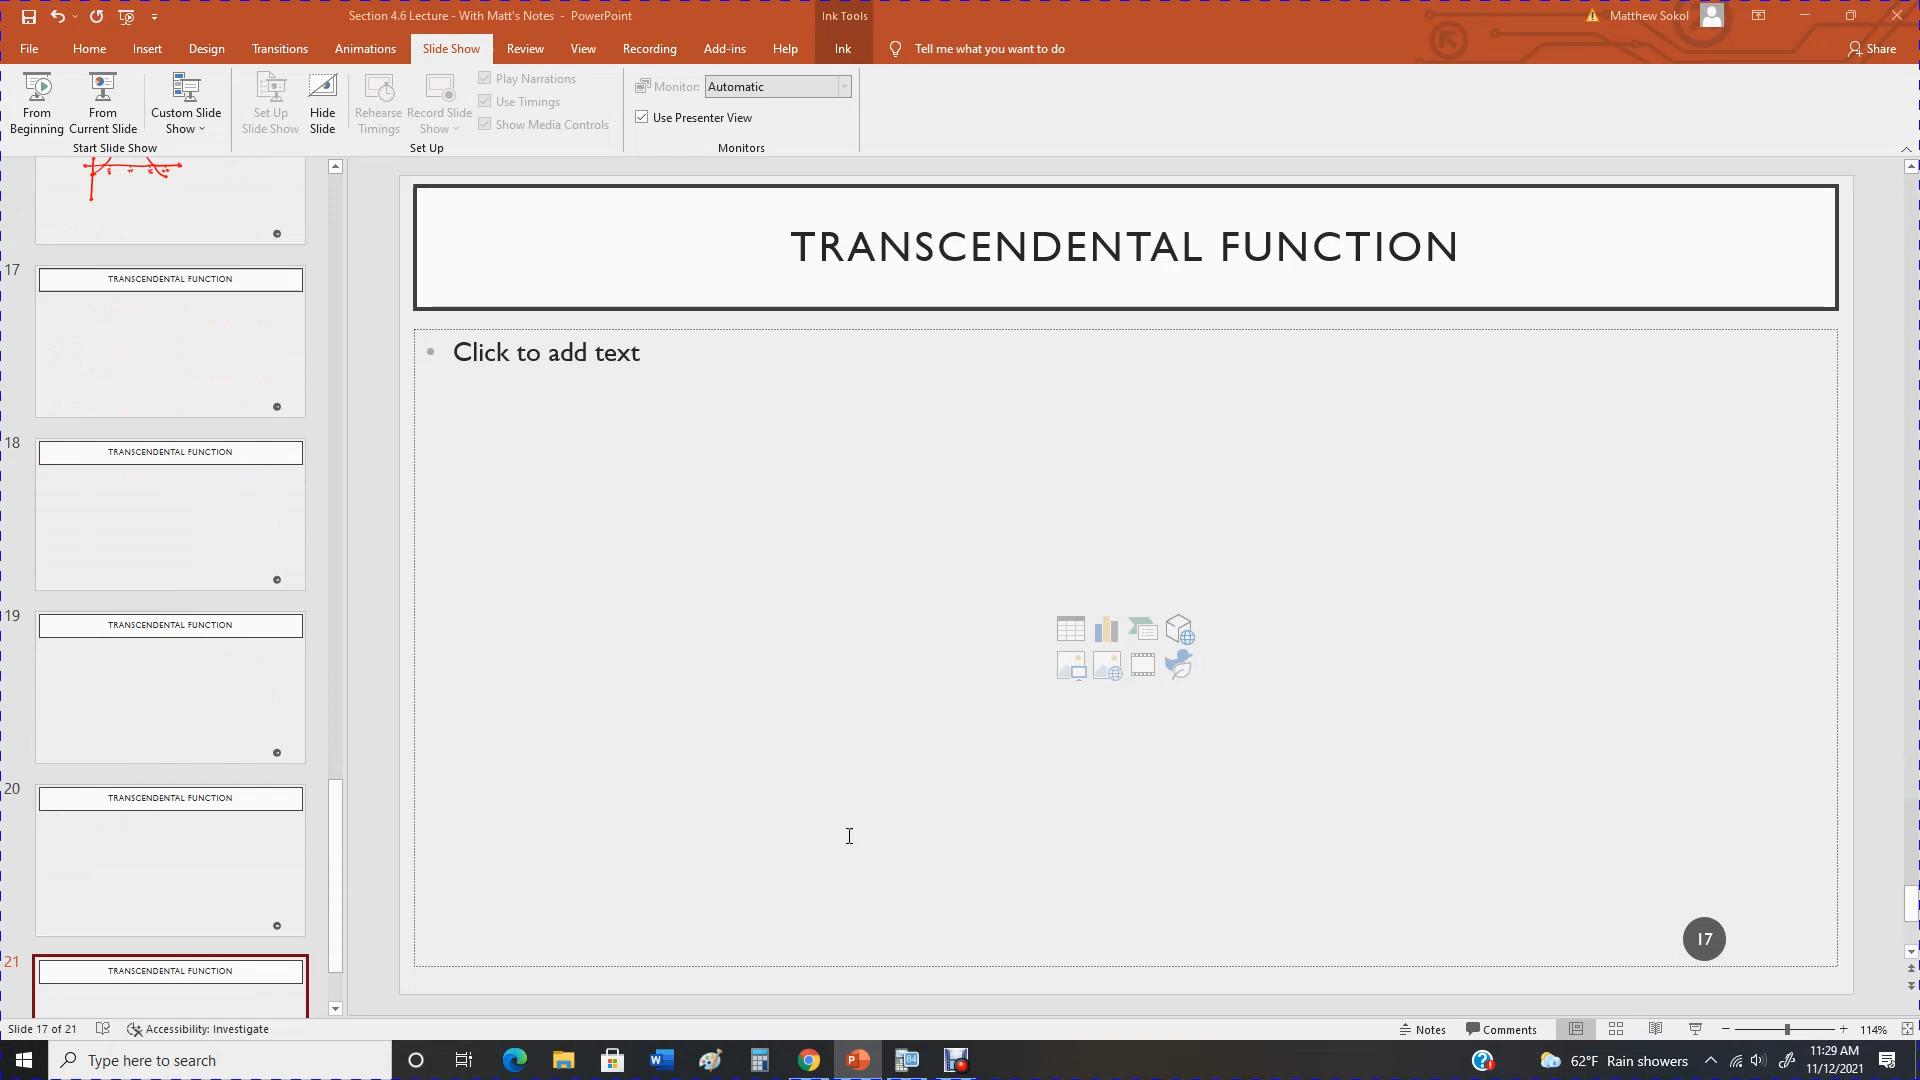 Section 4.6 Lecture - With Matt's Notes - PowerPoint
Ink Tools
Matthew Sokol
File Home Insert Design Transitions Animations Slide Show Review View Recording Add-ins Help Ink Tell me what you want to do Share
From Beginning
From Current Slide
Custom Slide Show
Set Up Slide Show
Hide Slide
Rehearse Timings
Record Slide Show
Play Narrations
Use Timings
Show Media Controls
Monitor: Automatic
Use Presenter View
Start Slide Show Set Up Monitors
17
TRANSCENDENTAL FUNCTION
18
TRANSCENDENTAL FUNCTION
19
TRANSCENDENTAL FUNCTION
20
TRANSCENDENTAL FUNCTION
21
TRANSCENDENTAL FUNCTION
TRANSCENDENTAL FUNCTION
• Click to add text
17
Slide 17 of 21 Accessibility: Investigate Notes Comments 114%
Type here to search
62°F Rain showers
11:29 AM
11/12/2021